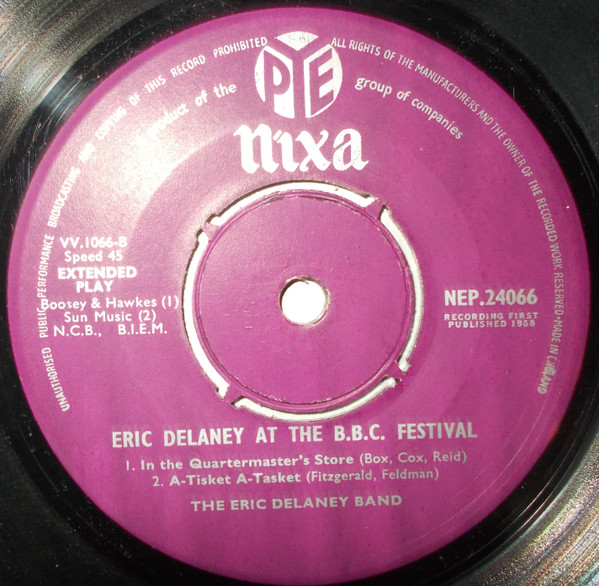 UNAUTHORISED PUBLIC PERFORMANCE BROADCASTING AND COPYING OF THIS RECORD PROHIBITED
ALL RIGHTS OF THE MANUFACTURERS AND THE OWNER OF THE RECORDED WORK RESERVED · MADE IN ENGLAND
PYE
product of the
group of companies
nixa
VV.1066-B
Speed 45
EXTENDED
PLAY
Boosey & Hawkes (1)
Sun Music (2)
N.C.B., B.I.E.M.
NEP.24066
RECORDING FIRST
PUBLISHED 1958
ERIC DELANEY AT THE B.B.C. FESTIVAL
1. In the Quartermaster's Store (Box, Cox, Reid)
2. A-Tisket A-Tasket (Fitzgerald, Feldman)
THE ERIC DELANEY BAND